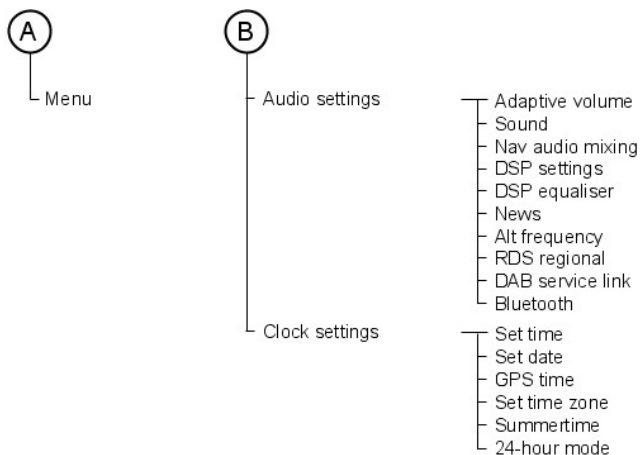 A B
Menu Audio settings Adaptive volume
Sound
Nav audio mixing
DSP settings
DSP equaliser
News
Alt frequency
RDS regional
DAB service link
Bluetooth
Clock settings Set time
Set date
GPS time
Set time zone
Summertime
24-hour mode